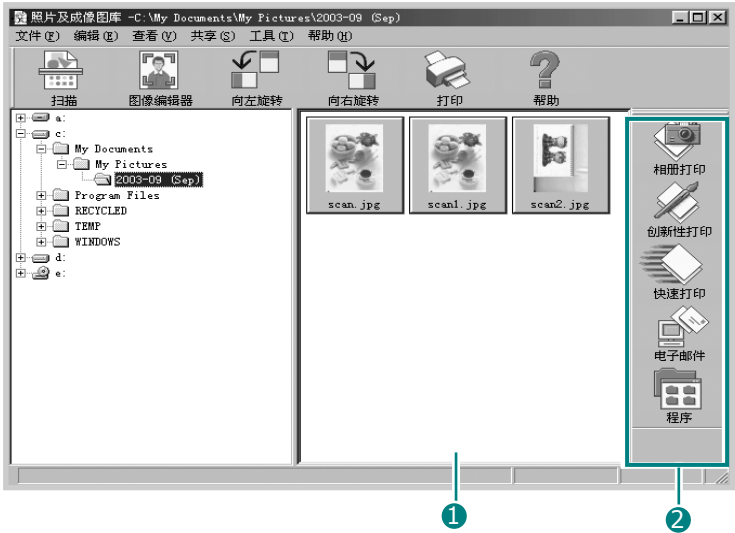 照片及成像图库 -C:\My Documents\My Pictures\2003-09 (Sep)
文件(F) 编辑(E) 查看(V) 共享(S) 工具(T) 帮助(H)
扫描 图像编辑器 向左旋转 向右旋转 打印 帮助
a:
c:
My Documents
My Pictures
2003-09 (Sep)
Program Files
RECYCLED
TEMP
WINDOWS
d:
e:
scan.jpg scan1.jpg scan2.jpg
相册打印
创新性打印
快速打印
电子邮件
程序
1 2